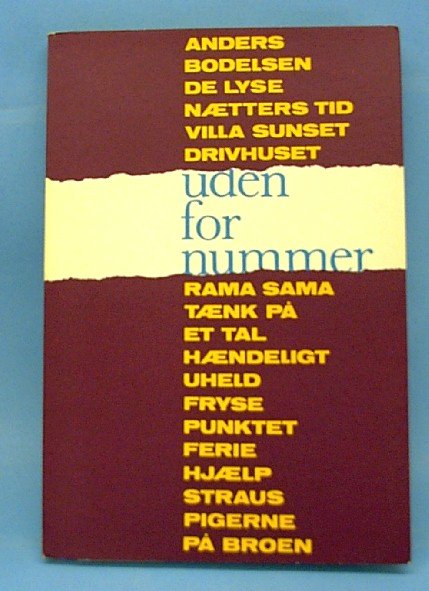 ANDERS
BODELSEN
DE LYSE
NÆTTERS TID
VILLA SUNSET
DRIVHUSET
uden
for
nummer
RAMA SAMA
TÆNK PÅ
ET TAL
HÆNDELIGT
UHELD
FRYSE
PUNKTET
FERIE
HJÆLP
STRAUS
PIGERNE
PÅ BROEN